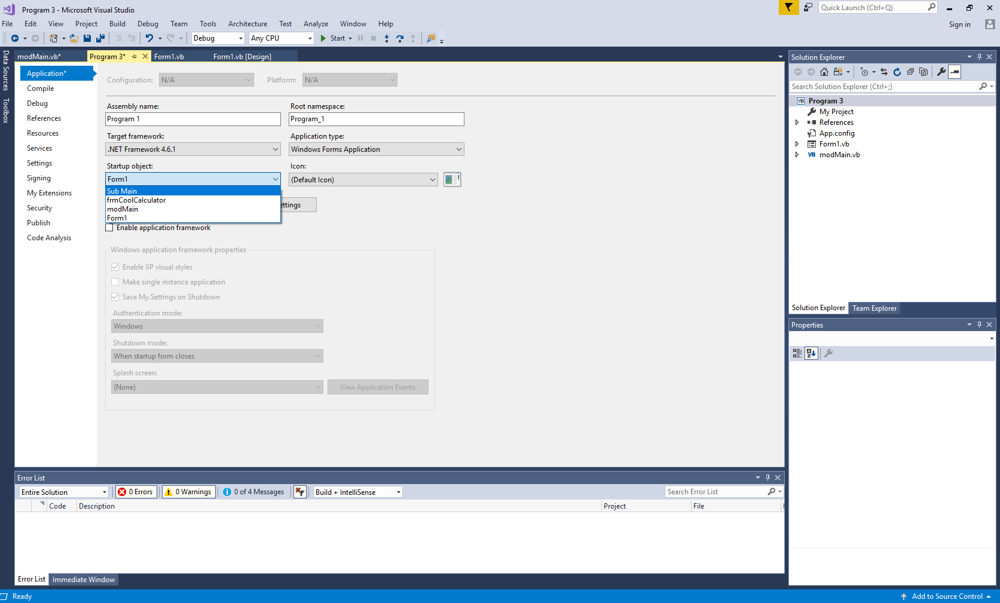 Program 3 - Microsoft Visual Studio
Quick Launch (Ctrl+Q)
File Edit View Project Build Debug Team Tools Architecture Test Analyze Window Help
Sign in
Debug Any CPU Start
Data Sources
Toolbox
modMain.vb* Program 3* Form1.vb Form1.vb [Design]
Application*
Compile
Debug
References
Resources
Services
Settings
Signing
My Extensions
Security
Publish
Code Analysis
Configuration: N/A Platform: N/A
Assembly name: Root namespace:
Program 1 Program_1
Target framework: Application type:
.NET Framework 4.6.1 Windows Forms Application
Startup object: Icon:
Form1 (Default Icon)
Sub Main
frmCoolCalculator
modMain
Form1
ettings
Enable application framework
Windows application framework properties
Enable XP visual styles
Make single instance application
Save My.Settings on Shutdown
Authentication mode:
Windows
Shutdown mode:
When startup form closes
Splash screen:
(None) View Application Events
Solution Explorer
Search Solution Explorer (Ctrl+;)
VB Program 3
My Project
References
App.config
Form1.vb
VB modMain.vb
Solution Explorer Team Explorer
Properties
Error List
Entire Solution 0 Errors 0 Warnings 0 of 4 Messages Build + IntelliSense Search Error List
Code Description Project File
Error List Immediate Window
Ready Add to Source Control